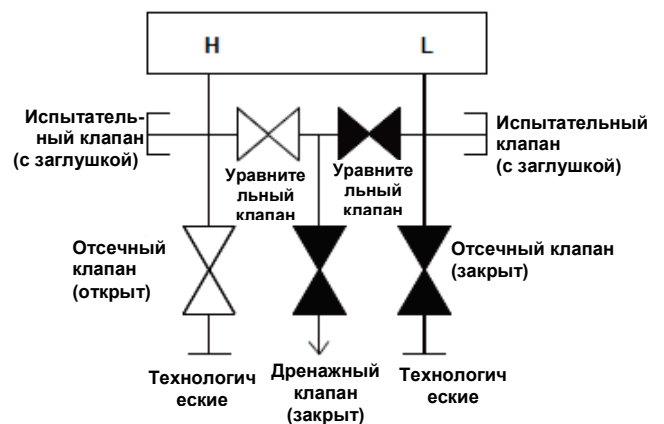 H
L
Испытатель-
ный клапан
(с заглушкой)
Испытательный
клапан
(с заглушкой)
Уравните
льный
клапан
Уравните
льный
клапан
Отсечный
клапан
(открыт)
Отсечный клапан
(закрыт)
Технологич
еские
Дренажный
клапан
(закрыт)
Технологич
еские